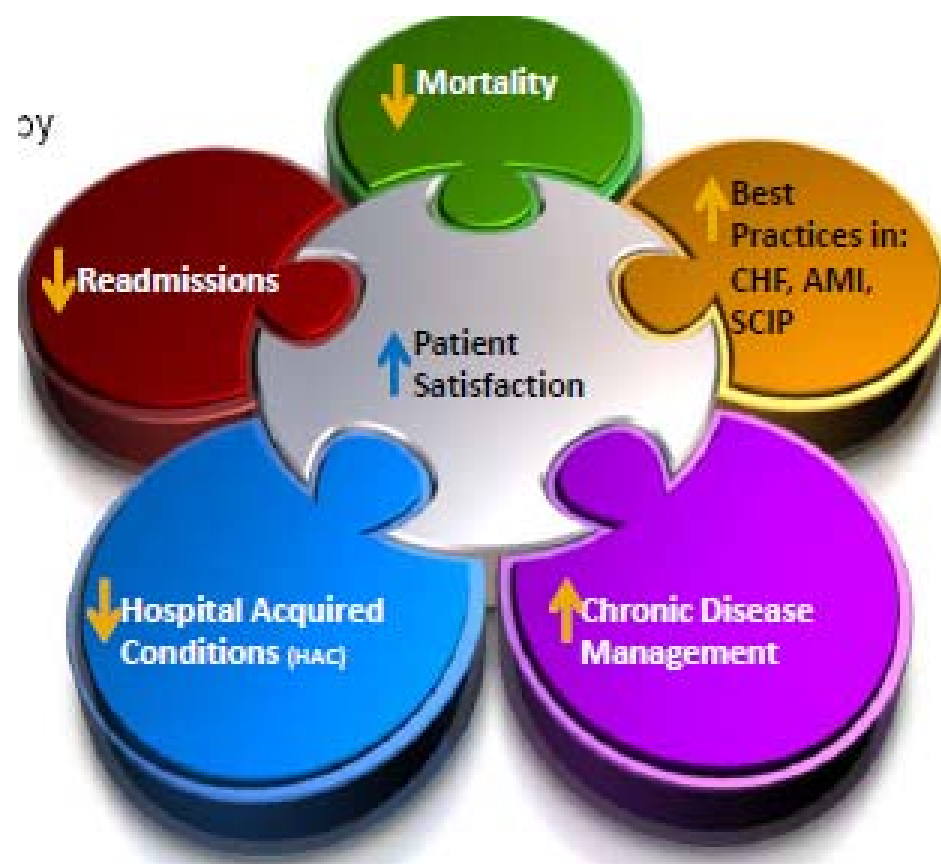 Mortality
Readmissions
Best
Practices in:
CHF, AMI,
SCIP
Patient
Satisfaction
Hospital Acquired
Conditions (HAC)
Chronic Disease
Management